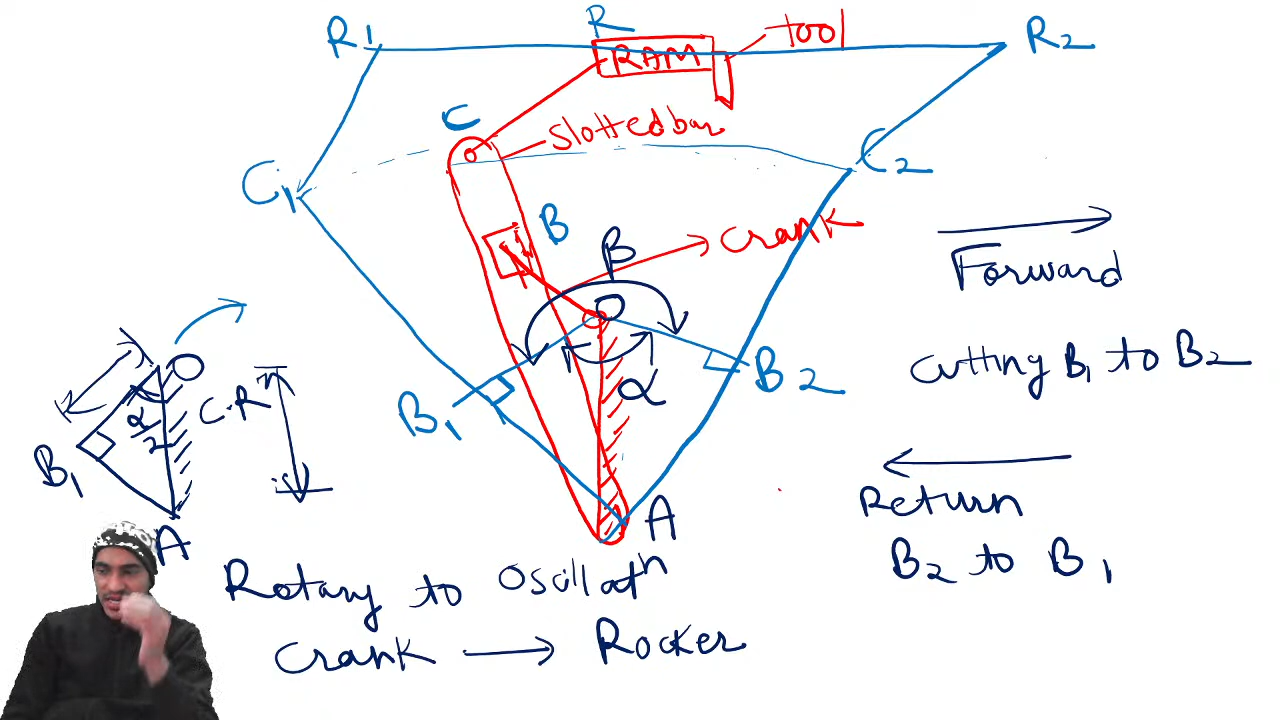 R1
R
RAM
tool
R2
C
slotted bar
C1
C2
B
crank
β
Forward
O
cutting B1 to B2
O
α
B2
α/2
C.R
B1
B1
A
A
Return
B2 to B1
Rotary to Oscillatn
crank → Rocker